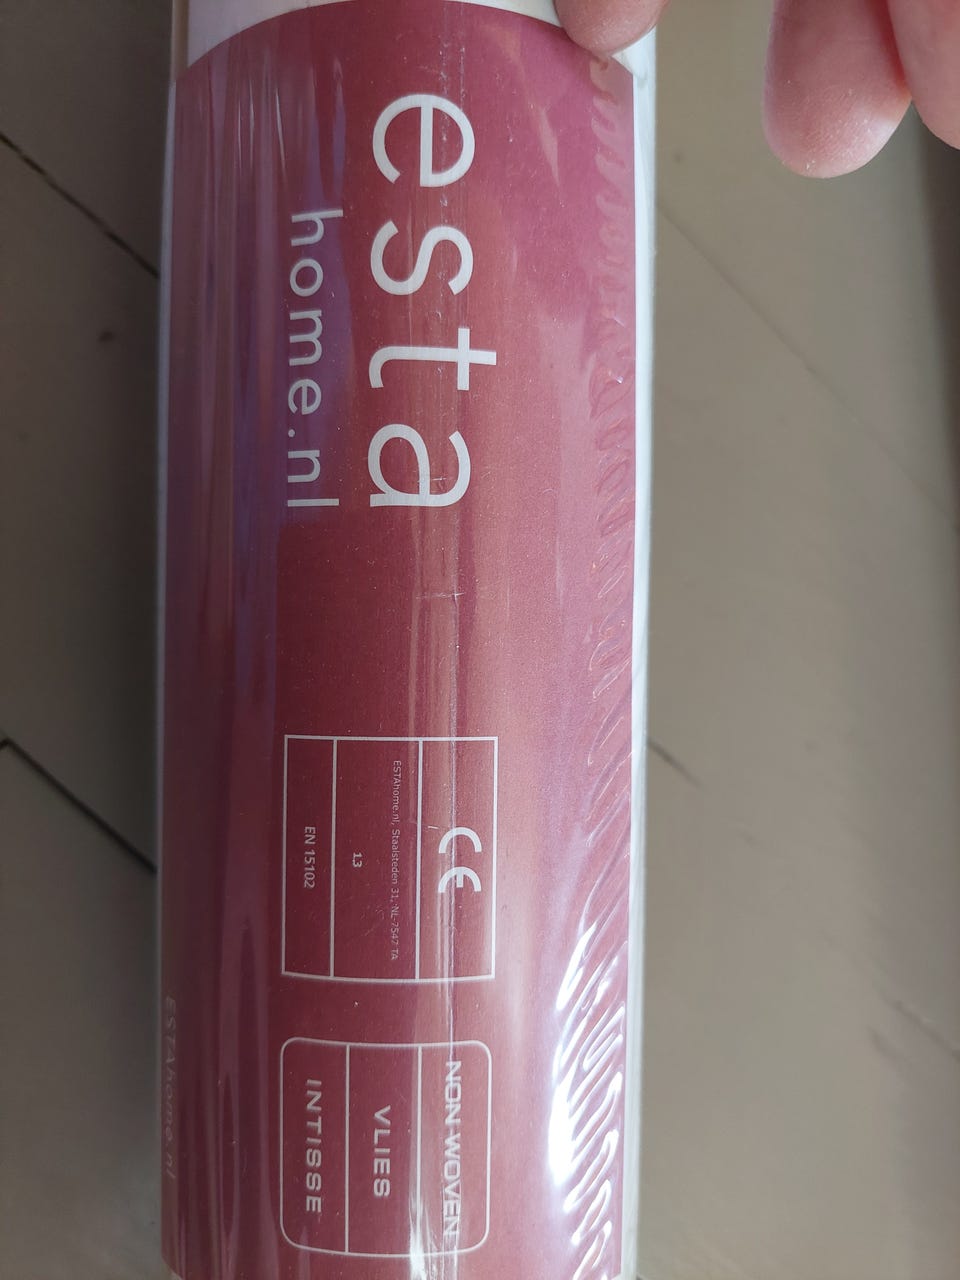 esta
home.nl
CE
ESTAhome.nl, Staalsteden 31, NL-7547 TA
13
EN 15102
NON-WOVEN
VLIES
INTISSE
ESTAhome.nl